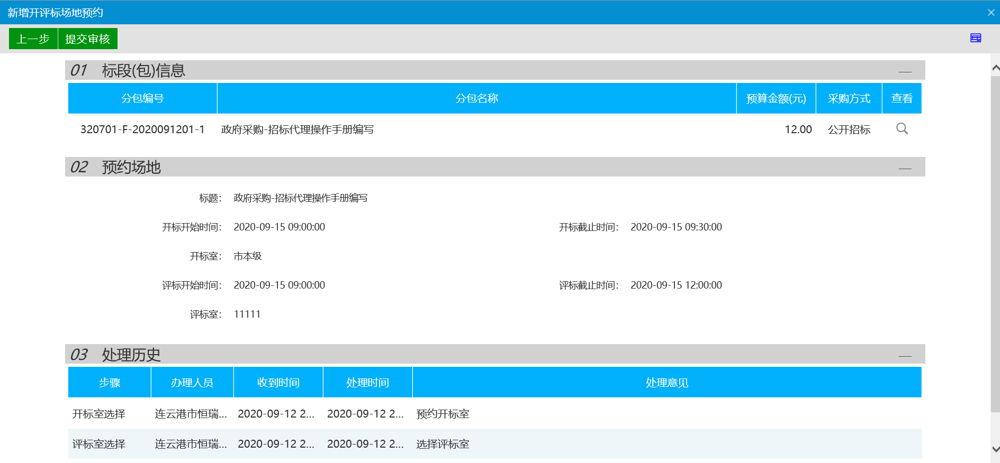 新增开评标场地预约
上一步 提交审核
01 标段(包)信息
分包编号 分包名称 预算金额(元) 采购方式 查看
320701-F-2020091201-1 政府采购-招标代理操作手册编写 12.00 公开招标
02 预约场地
标题： 政府采购-招标代理操作手册编写
开标开始时间： 2020-09-15 09:00:00 开标截止时间： 2020-09-15 09:30:00
开标室： 市本级
评标开始时间： 2020-09-15 09:00:00 评标截止时间： 2020-09-15 12:00:00
评标室： 11111
03 处理历史
步骤 办理人员 收到时间 处理时间 处理意见
开标室选择 连云港市恒瑞... 2020-09-12 2... 2020-09-12 2... 预约开标室
评标室选择 连云港市恒瑞... 2020-09-12 2... 2020-09-12 2... 选择评标室